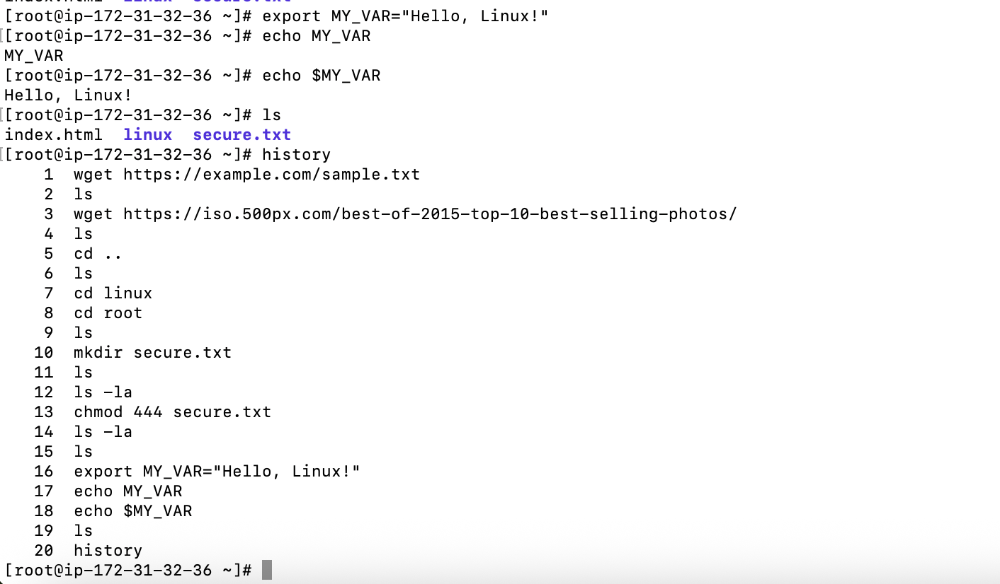 index.html  linux  secure.txt
[root@ip-172-31-32-36 ~]# export MY_VAR="Hello, Linux!"
[[root@ip-172-31-32-36 ~]# echo MY_VAR
MY_VAR
[root@ip-172-31-32-36 ~]# echo $MY_VAR
Hello, Linux!
[[root@ip-172-31-32-36 ~]# ls
index.html  linux  secure.txt
[[root@ip-172-31-32-36 ~]# history
    1  wget https://example.com/sample.txt
    2  ls
    3  wget https://iso.500px.com/best-of-2015-top-10-best-selling-photos/
    4  ls
    5  cd ..
    6  ls
    7  cd linux
    8  cd root
    9  ls
   10  mkdir secure.txt
   11  ls
   12  ls -la
   13  chmod 444 secure.txt
   14  ls -la
   15  ls
   16  export MY_VAR="Hello, Linux!"
   17  echo MY_VAR
   18  echo $MY_VAR
   19  ls
   20  history
[root@ip-172-31-32-36 ~]#